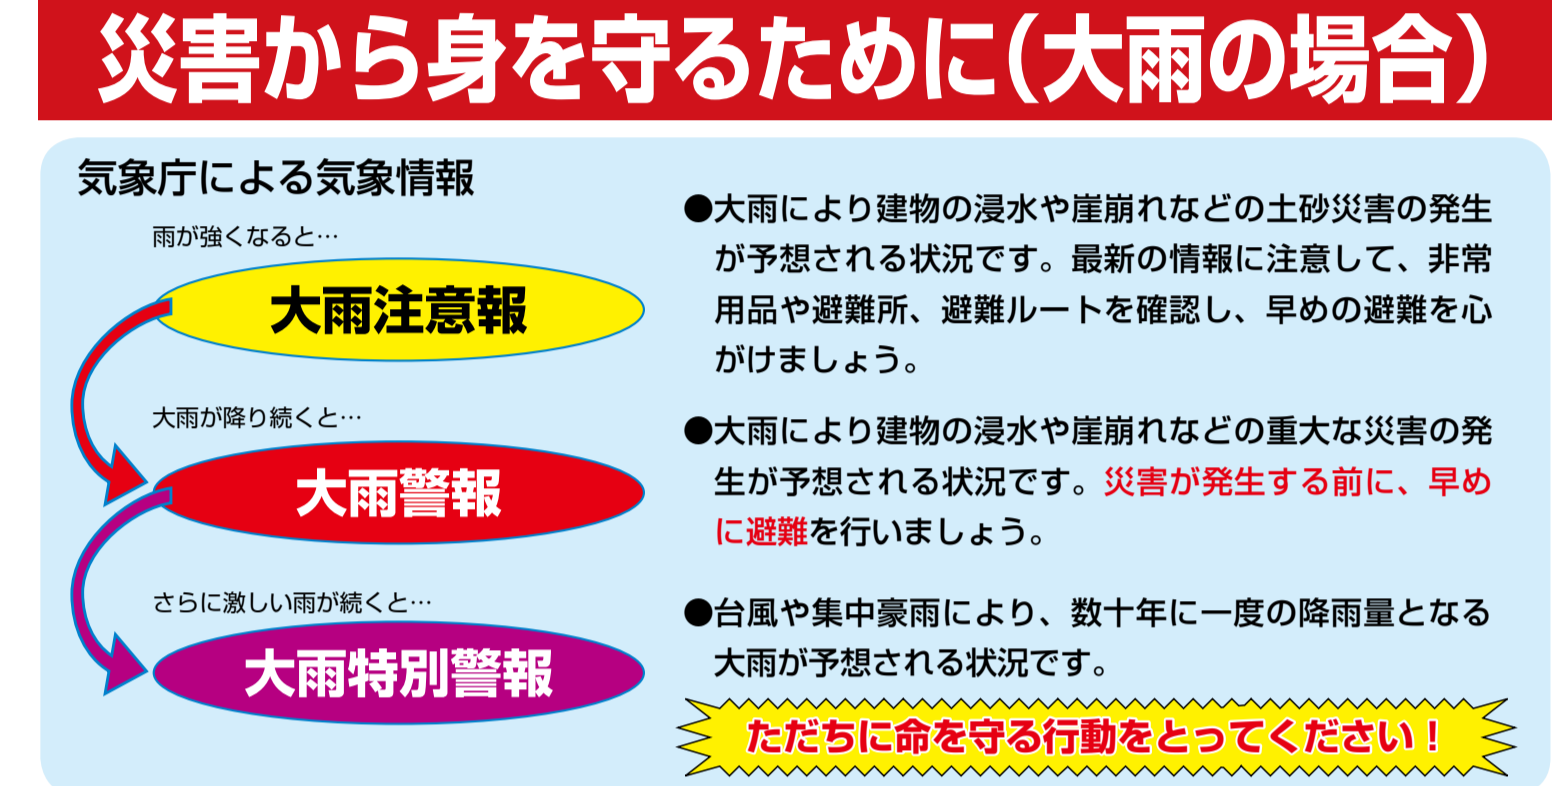 災害から身を守るために(大雨の場合)
気象庁による気象情報
雨が強くなると…
大雨注意報
●大雨により建物の浸水や崖崩れなどの土砂災害の発生
が予想される状況です。最新の情報に注意して、非常
用品や避難所、避難ルートを確認し、早めの避難を心
がけましょう。
大雨が降り続くと…
大雨警報
●大雨により建物の浸水や崖崩れなどの重大な災害の発
生が予想される状況です。災害が発生する前に、早め
に避難を行いましょう。
さらに激しい雨が続くと…
大雨特別警報
●台風や集中豪雨により、数十年に一度の降雨量となる
大雨が予想される状況です。
ただちに命を守る行動をとってください！